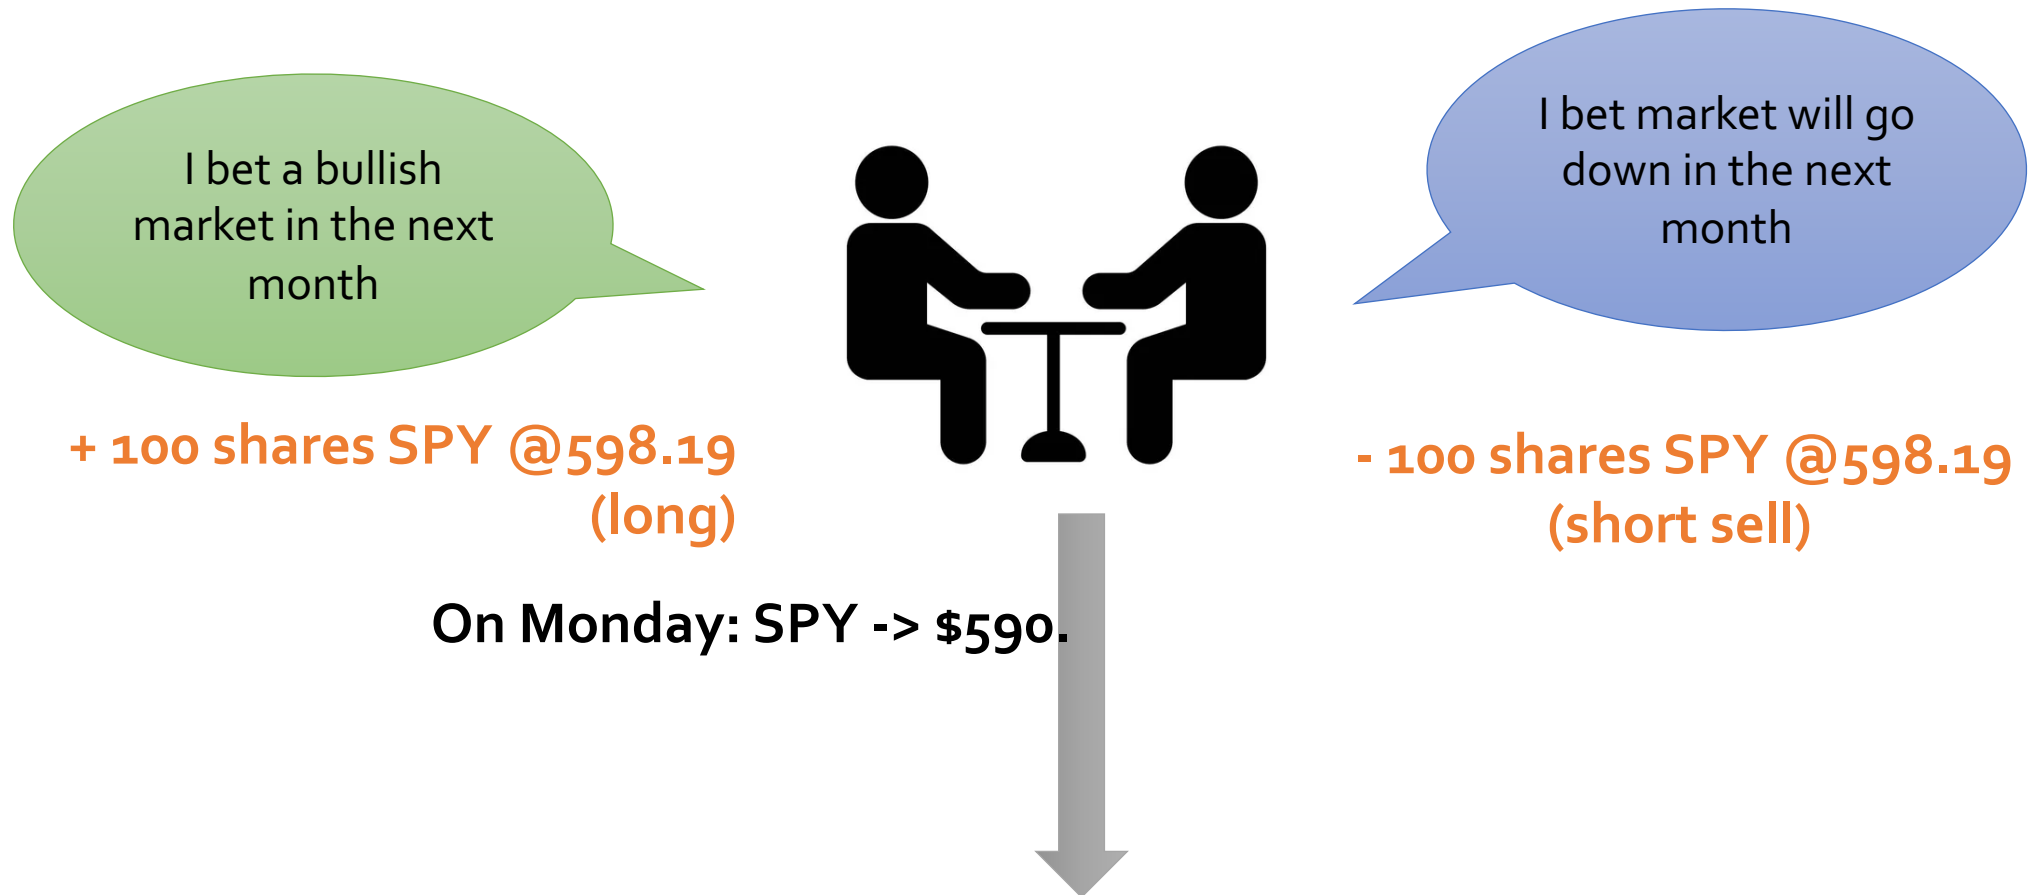 I bet a bullish
market in the next
month
I bet market will go
down in the next
month
+ 100 shares SPY @598.19
(long)
- 100 shares SPY @598.19
(short sell)
On Monday: SPY -> $590.